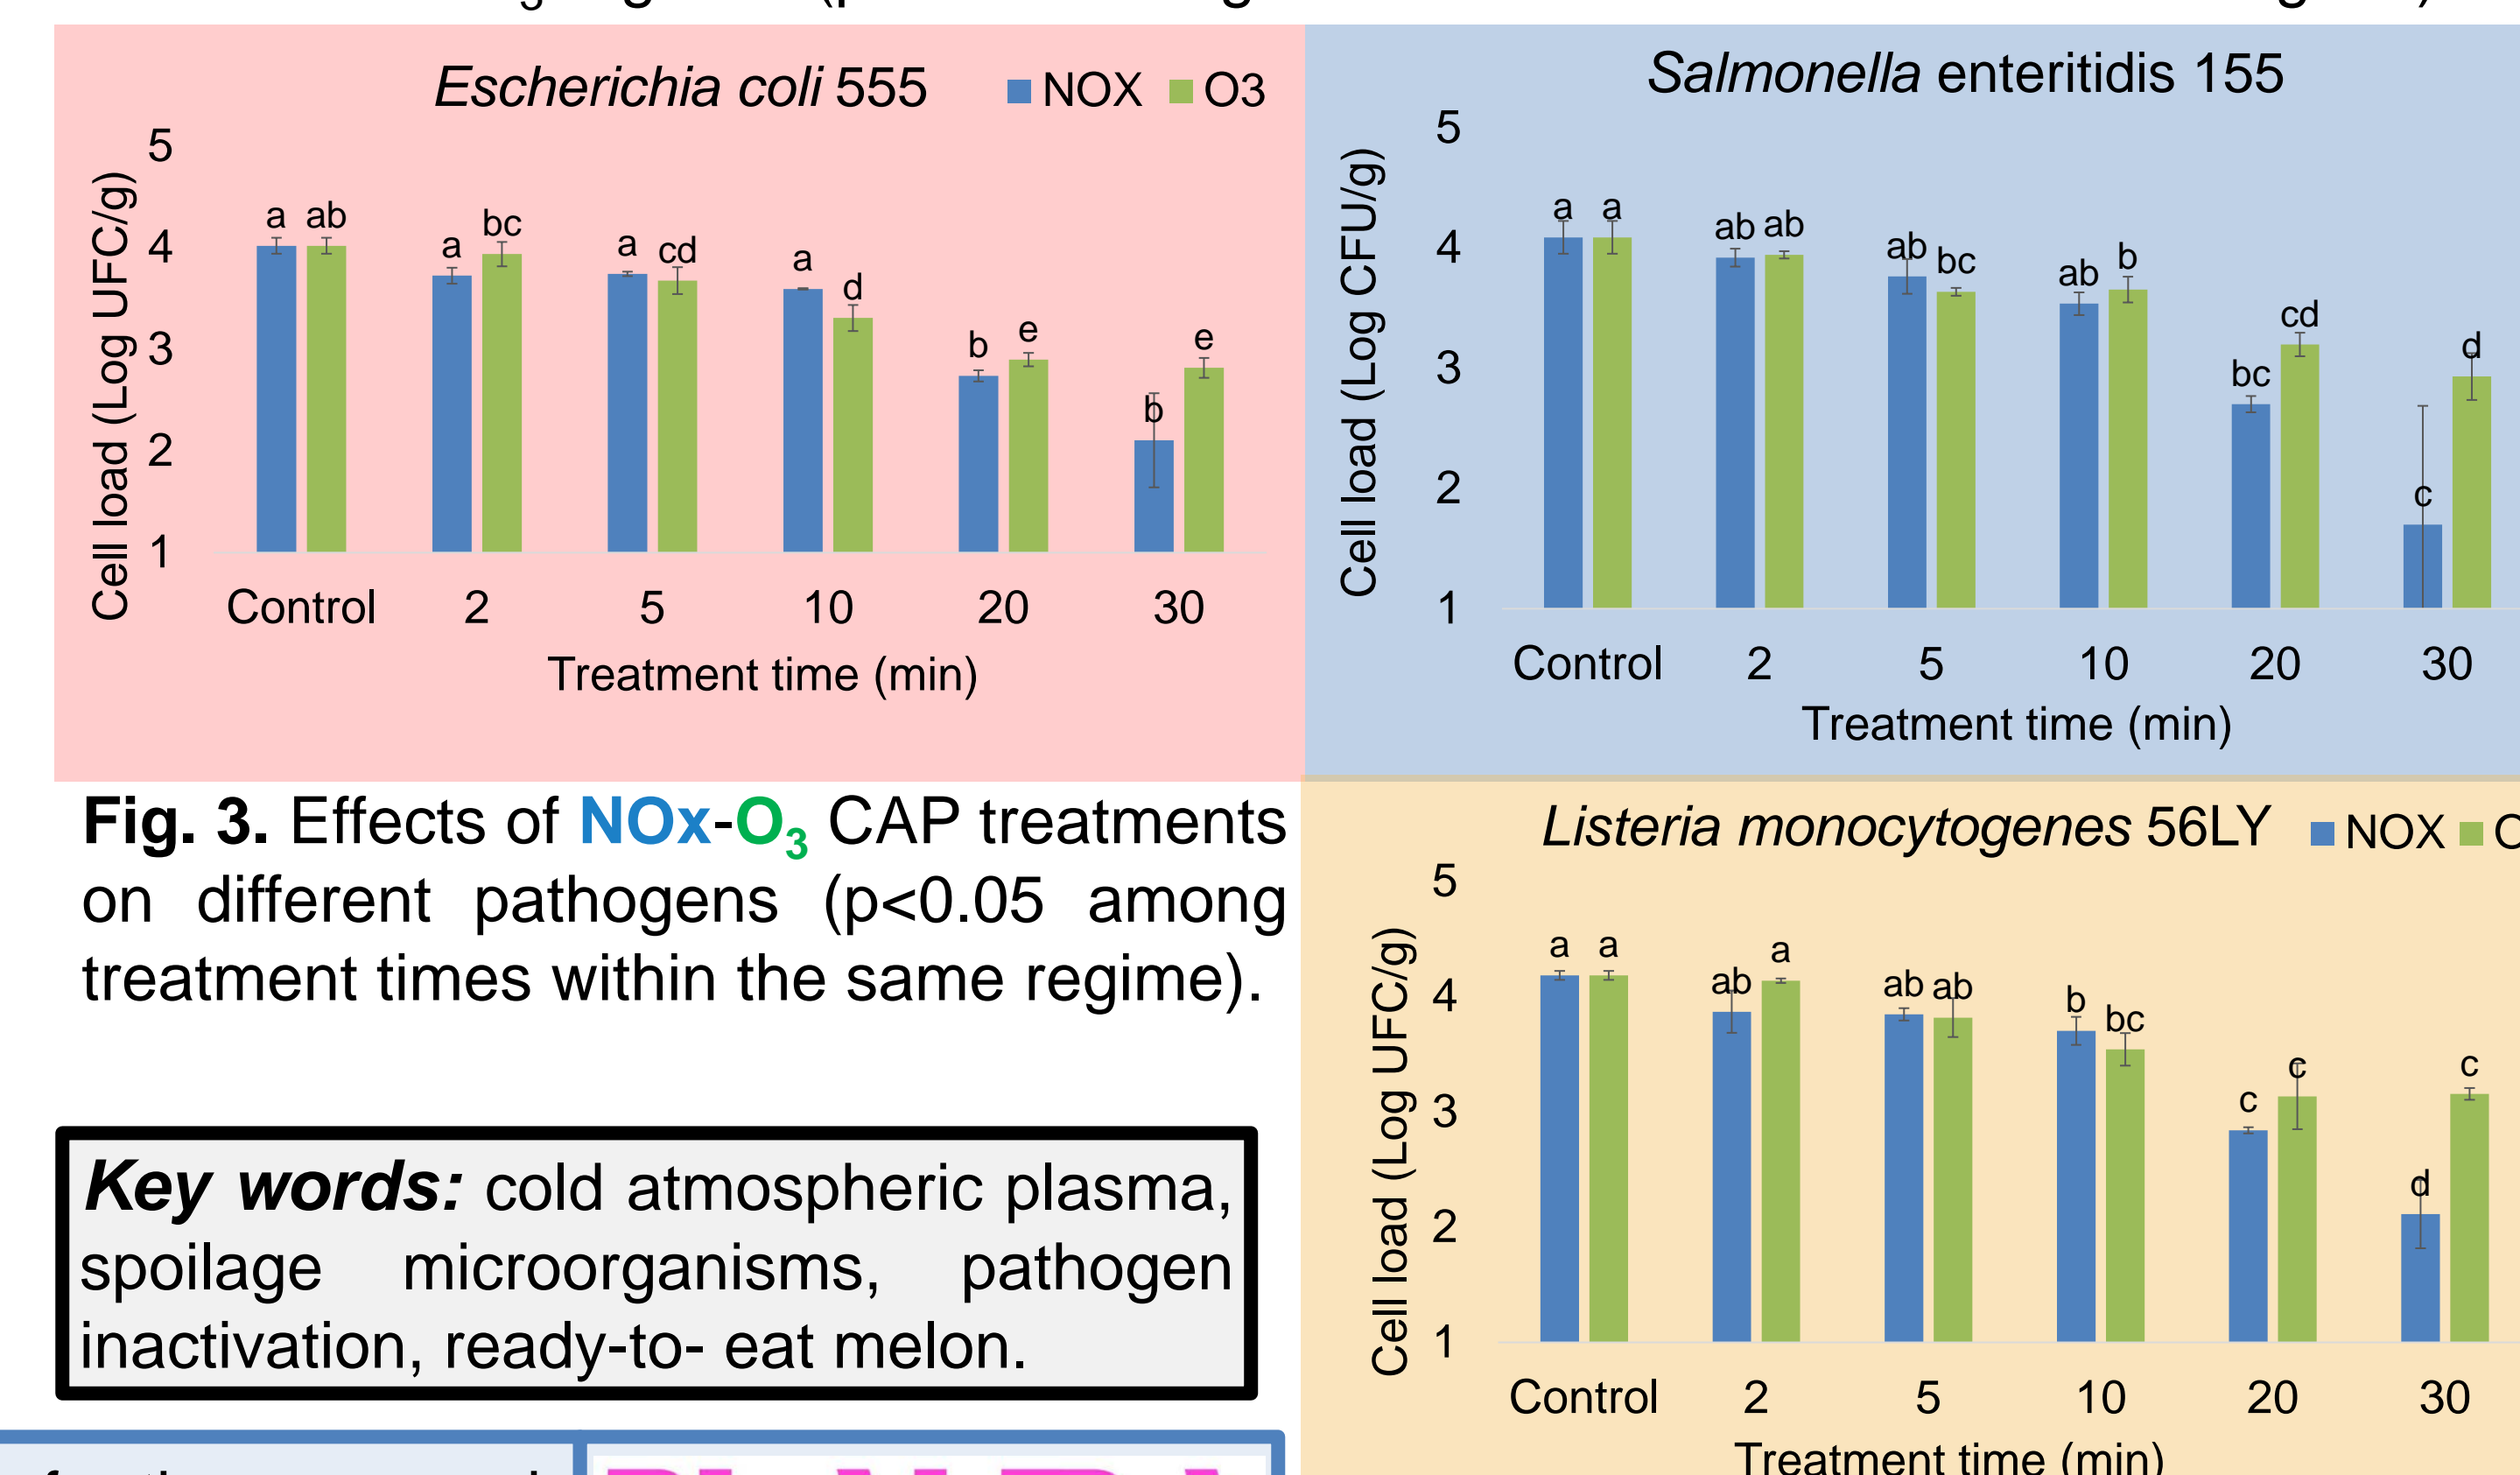 Escherichia coli 555 NOX O3
5
4
3
2
1
Cell load (Log UFC/g)
a ab a bc a cd a d b e b e
Control 2 5 10 20 30
Treatment time (min)
Salmonella enteritidis 155
5
4
3
2
1
Cell load (Log CFU/g)
a a ab ab ab bc ab b bc cd c d
Control 2 5 10 20 30
Treatment time (min)
Fig. 3. Effects of NOx-O3 CAP treatments
on different pathogens (p<0.05 among
treatment times within the same regime).
Listeria monocytogenes 56LY NOX
5
4
3
2
1
Cell load (Log UFC/g)
a a ab a ab ab b bc c c d c
Control 2 5 10 20 30
Treatment time (min)
Key words: cold atmospheric plasma,
spoilage microorganisms, pathogen
inactivation, ready-to- eat melon.